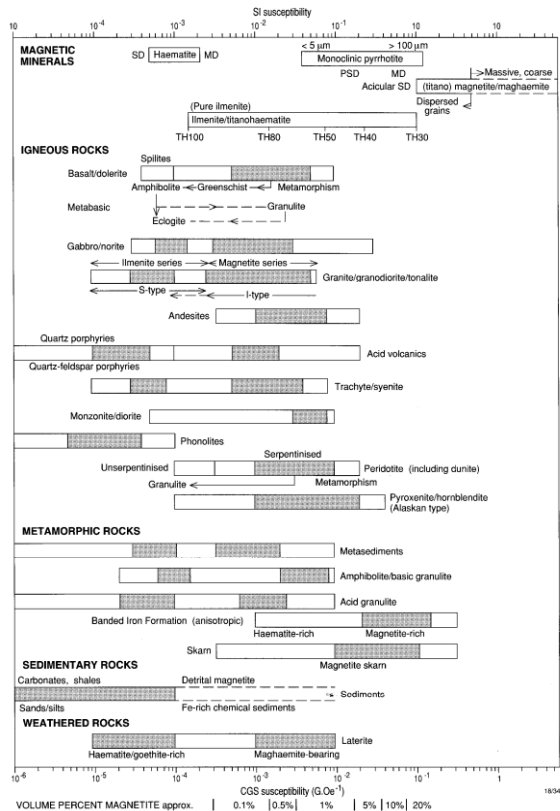 SI susceptibility
10 10⁻⁴ 10⁻³ 10⁻² 10⁻¹ 10
MAGNETIC
MINERALS
SD Haematite MD
< 5 μm > 100 μm
Monoclinic pyrrhotite
PSD MD
Massive, coarse
Acicular SD (titano) magnetite/maghaemite
Dispersed
grains
(Pure ilmenite)
Ilmenite/titanohaematite
TH100 TH80 TH50 TH40 TH30
IGNEOUS ROCKS
Spilites
Basalt/dolerite
Amphibolite Greenschist Metamorphism
Metabasic Granulite
Eclogite
Gabbro/norite
Ilmenite series Magnetite series
Granite/granodiorite/tonalite
S-type I-type
Andesites
Quartz porphyries
Acid volcanics
Quartz-feldspar porphyries
Trachyte/syenite
Monzonite/diorite
Phonolites
Serpentinised
Unserpentinised Peridotite (including dunite)
Granulite Metamorphism
Pyroxenite/hornblendite
(Alaskan type)
METAMORPHIC ROCKS
Metasediments
Amphibolite/basic granulite
Acid granulite
Banded Iron Formation (anisotropic)
Haematite-rich Magnetite-rich
Skarn
Magnetite skarn
SEDIMENTARY ROCKS
Carbonates, shales Detrital magnetite
Sediments
Sands/silts Fe-rich chemical sediments
WEATHERED ROCKS
Laterite
Haematite/goethite-rich Maghaemite-bearing
10⁻⁶ 10⁻⁵ 10⁻⁴ 10⁻³ 10⁻² 10⁻¹
CGS susceptibility (G.Oe⁻¹)
VOLUME PERCENT MAGNETITE approx. 0.1% 0.5% 1% 5% 10% 20%